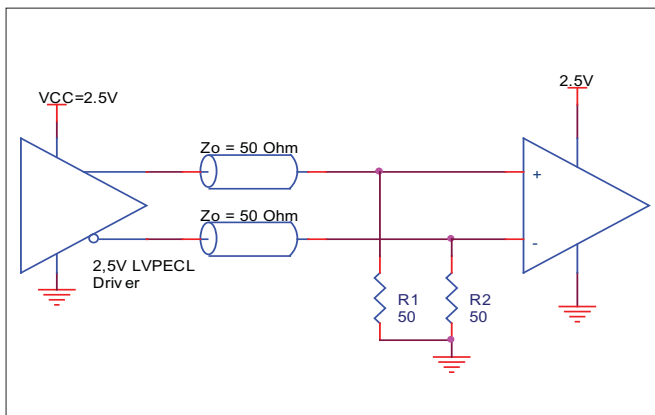 VCC=2.5V
2.5V
Zo = 50 Ohm
+
Zo = 50 Ohm
-
2,5V LVPECL
Driver
R1
50
R2
50